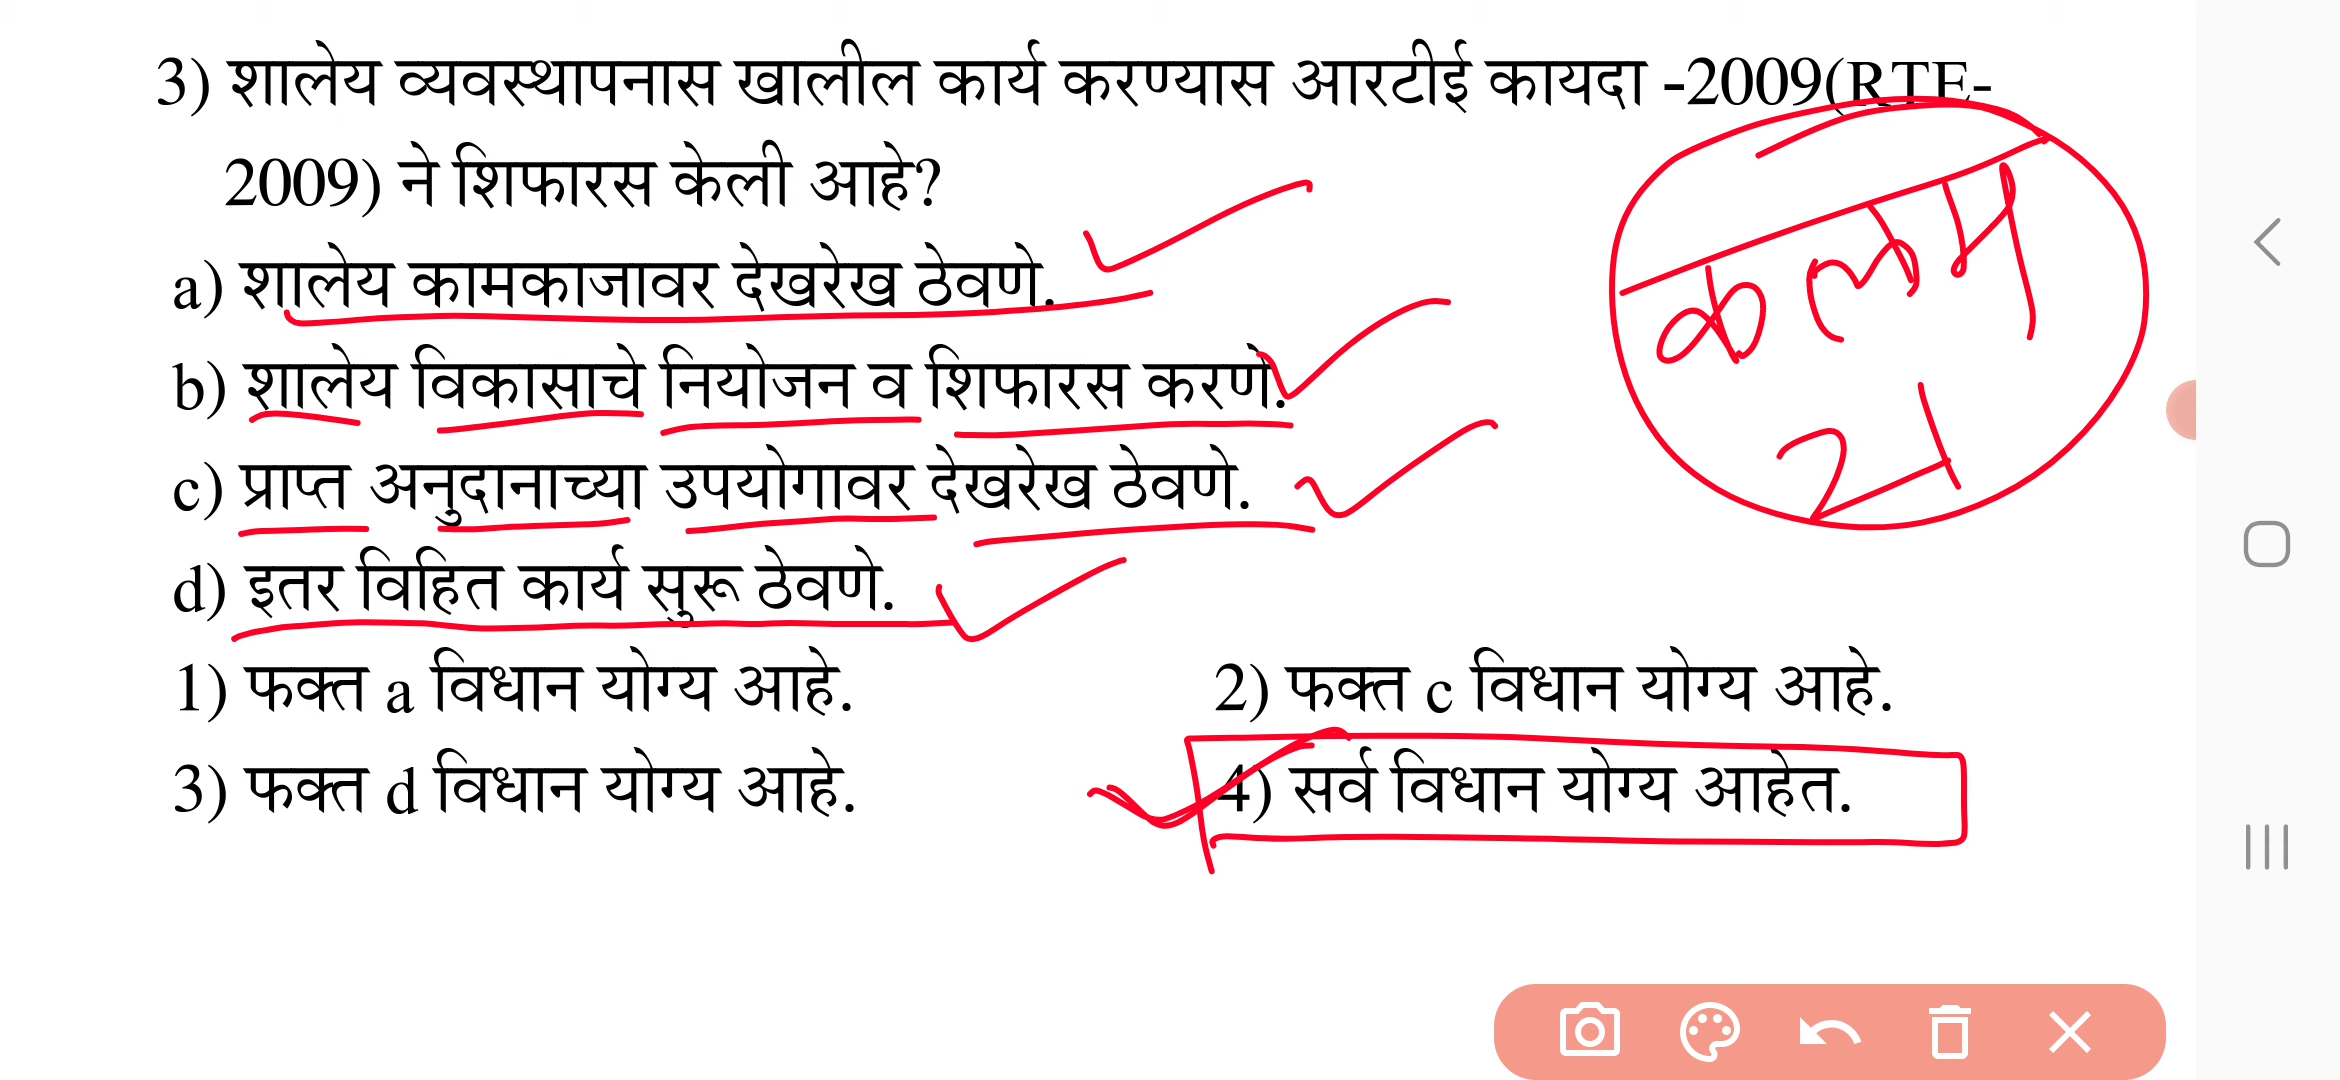 3) शालेय व्यवस्थापनास खालील कार्य करण्यास आरटीई कायदा -2009(RTE-
2009) ने शिफारस केली आहे?
a) शालेय कामकाजावर देखरेख ठेवणे.
b) शालेय विकासाचे नियोजन व शिफारस करणे.
c) प्राप्त अनुदानाच्या उपयोगावर देखरेख ठेवणे.
d) इतर विहित कार्य सुरू ठेवणे.
1) फक्त a विधान योग्य आहे. 2) फक्त c विधान योग्य आहे.
3) फक्त d विधान योग्य आहे. 4) सर्व विधान योग्य आहेत.
कलम
21